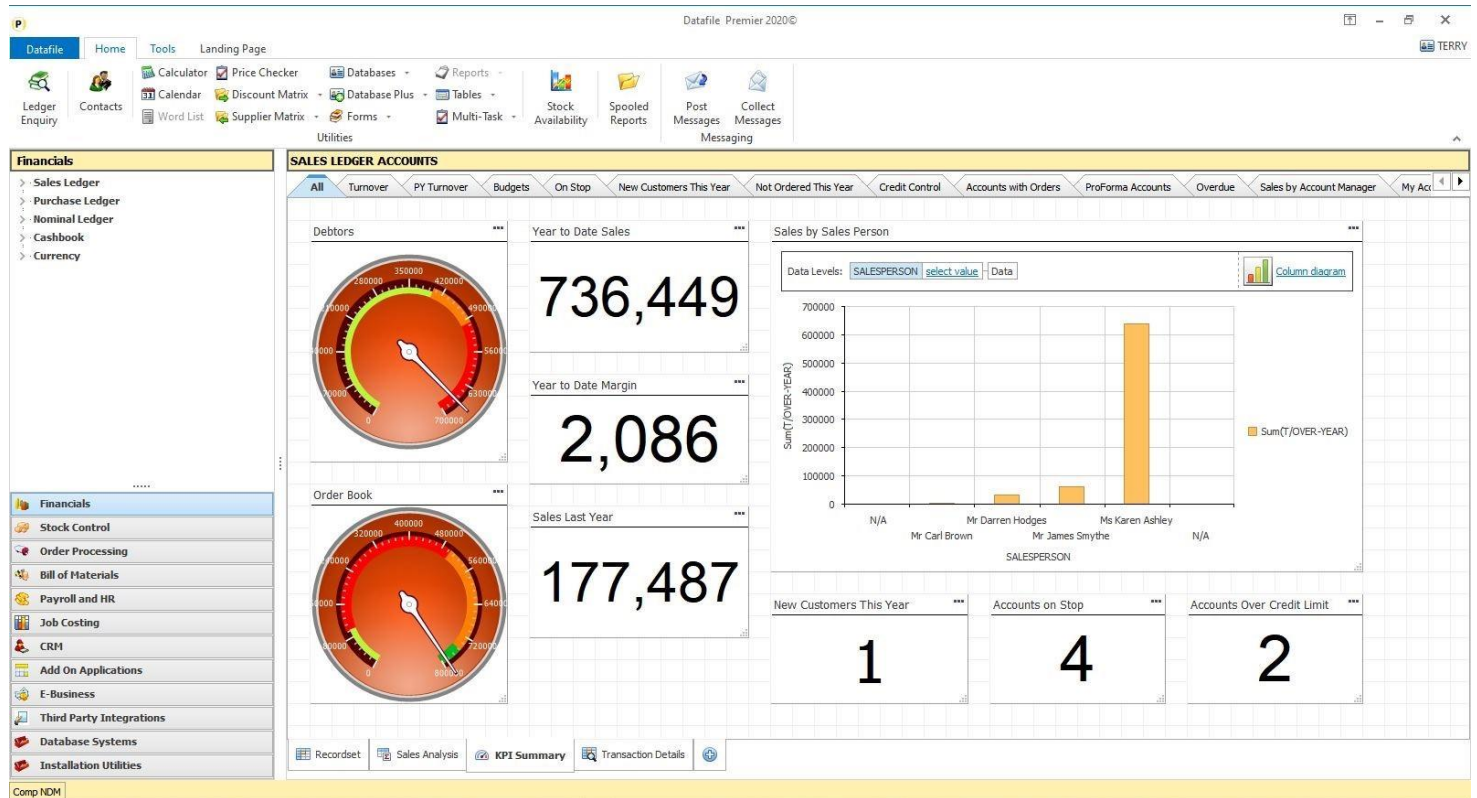 P
Datafile Premier 2020©
Datafile Home Tools Landing Page
TERRY
Ledger Enquiry
Contacts
Calculator Price Checker Databases Reports
Calendar Discount Matrix Database Plus Tables
Word List Supplier Matrix Forms Multi-Task
Utilities
Stock Availability
Spooled Reports
Post Messages
Collect Messages
Messaging
Financials
Sales Ledger
Purchase Ledger
Nominal Ledger
Cashbook
Currency
Financials
Stock Control
Order Processing
Bill of Materials
Payroll and HR
Job Costing
CRM
Add On Applications
E-Business
Third Party Integrations
Database Systems
Installation Utilities
Comp NDM
SALES LEDGER ACCOUNTS
All Turnover PY Turnover Budgets On Stop New Customers This Year Not Ordered This Year Credit Control Accounts with Orders ProForma Accounts Overdue Sales by Account Manager My Acc
Debtors
350000
280000 420000
490000
630000
0 700000
Year to Date Sales
736,449
Year to Date Margin
2,086
Order Book
400000
320000 480000
0
Sales Last Year
177,487
Sales by Sales Person
Data Levels: SALESPERSON select value Data
Column diagram
700000
600000
500000
400000
300000
200000
100000
0
Sum(T/OVER-YEAR)
Sum(T/OVER-YEAR)
N/A Mr Darren Hodges Ms Karen Ashley
Mr Carl Brown Mr James Smythe N/A
SALESPERSON
New Customers This Year
1
Accounts on Stop
4
Accounts Over Credit Limit
2
Recordset Sales Analysis KPI Summary Transaction Details